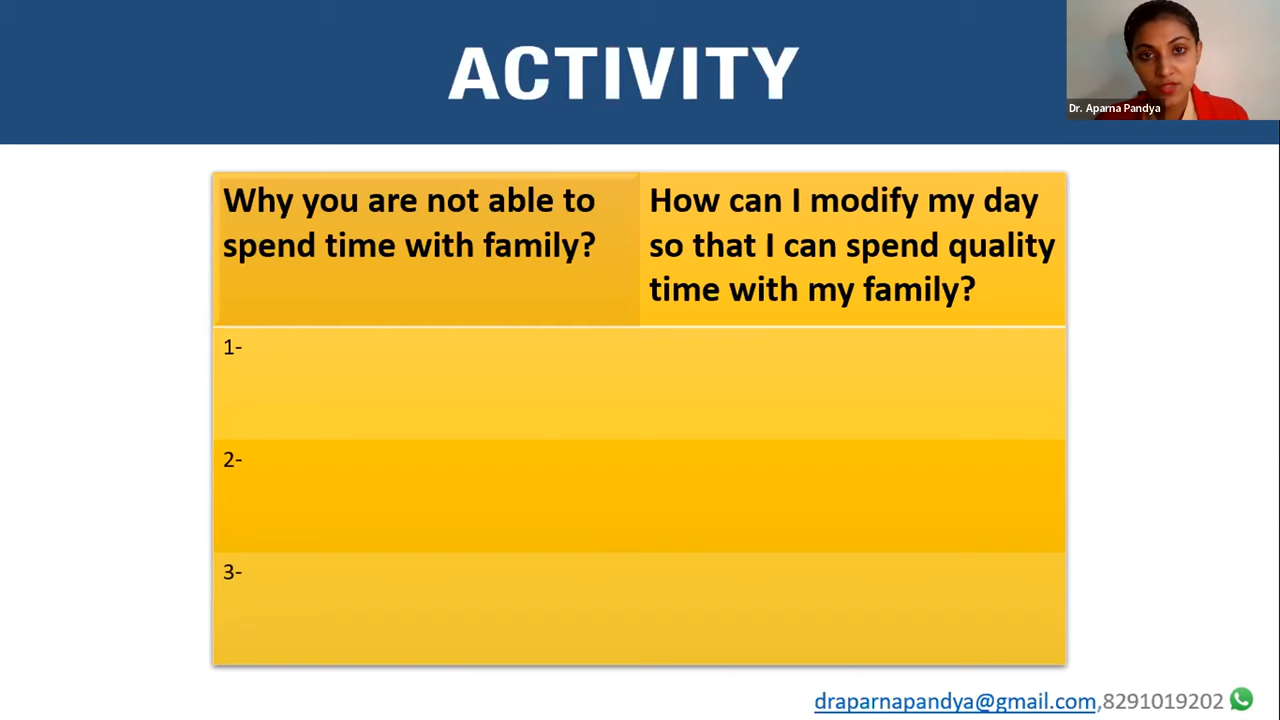 ACTIVITY
Dr. Aparna Pandya
Why you are not able to
spend time with family?
How can I modify my day
so that I can spend quality
time with my family?
1-
2-
3-
draparnapandya@gmail.com,8291019202